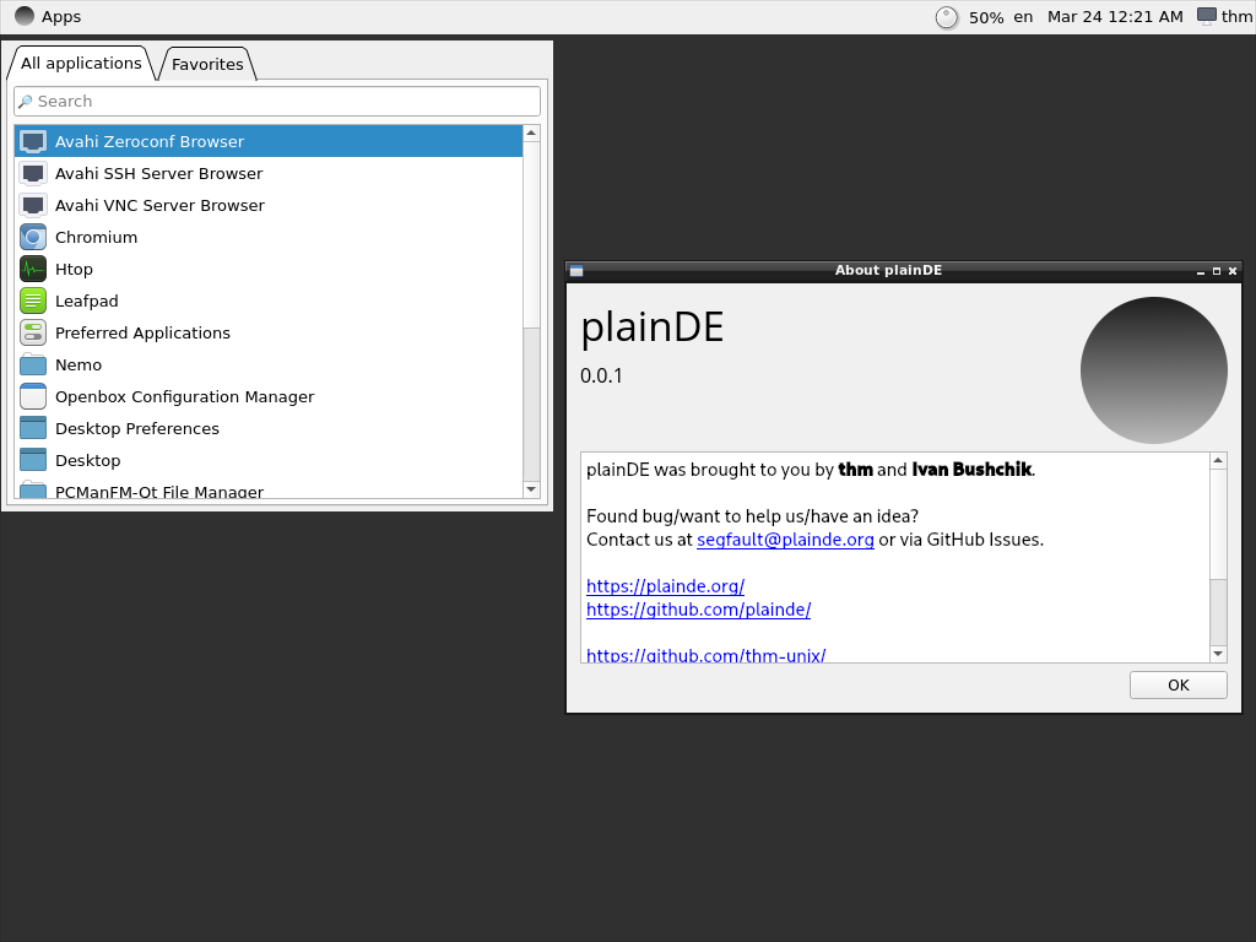 Apps
50% en Mar 24 12:21 AM thm
All applications
Favorites
Search
Avahi Zeroconf Browser
Avahi SSH Server Browser
Avahi VNC Server Browser
Chromium
Htop
Leafpad
Preferred Applications
Nemo
Openbox Configuration Manager
Desktop Preferences
Desktop
PCManFM-Qt File Manager
About plainDE
plainDE
0.0.1
plainDE was brought to you by thm and Ivan Bushchik.
Found bug/want to help us/have an idea?
Contact us at segfault@plainde.org or via GitHub Issues.
https://plainde.org/
https://github.com/plainde/
https://github.com/thm-unix/
OK